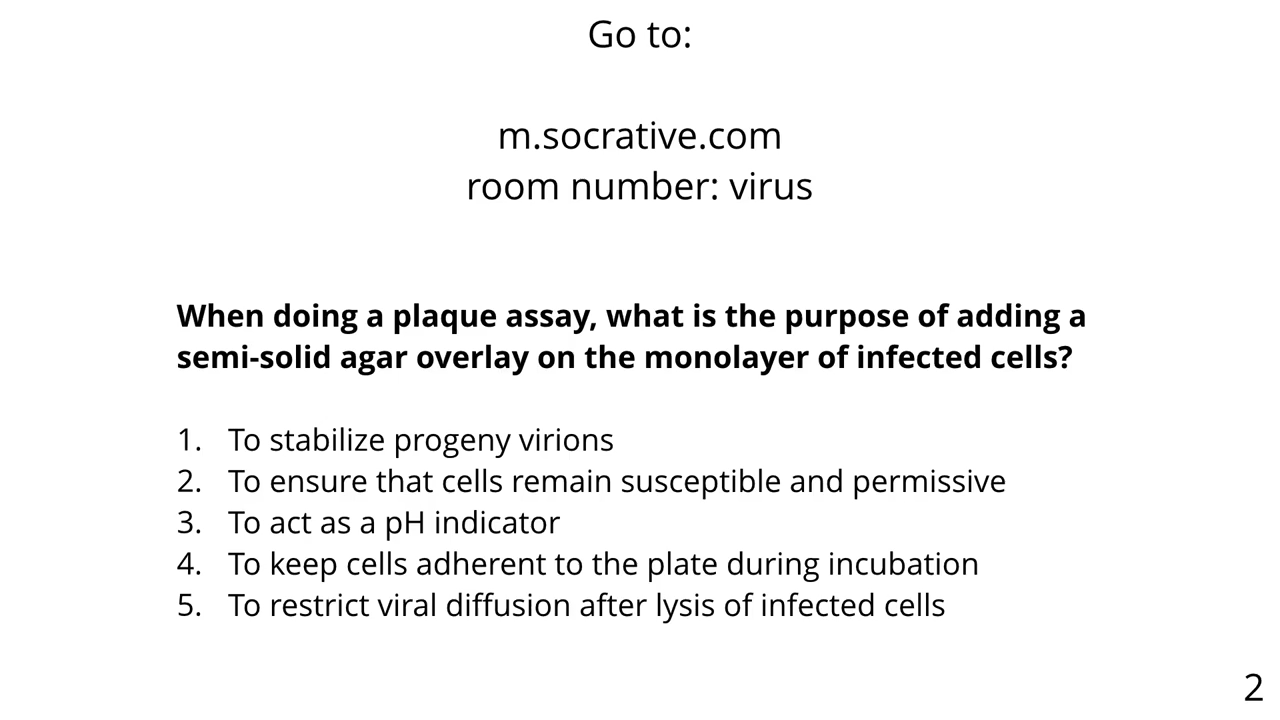 Go to:
m.socrative.com
room number: virus
When doing a plaque assay, what is the purpose of adding a
semi-solid agar overlay on the monolayer of infected cells?
1. To stabilize progeny virions
2. To ensure that cells remain susceptible and permissive
3. To act as a pH indicator
4. To keep cells adherent to the plate during incubation
5. To restrict viral diffusion after lysis of infected cells
2